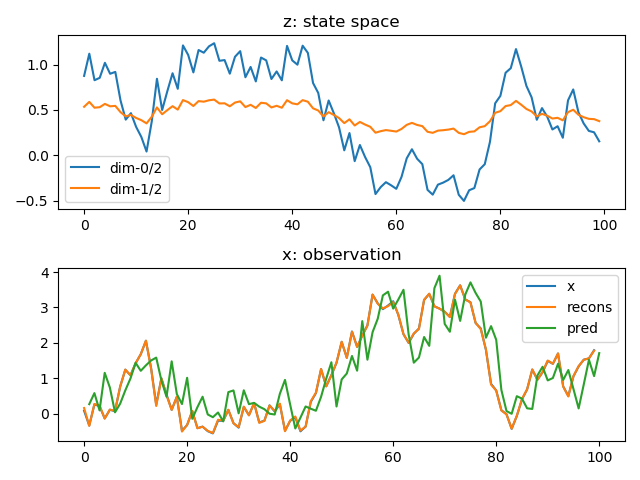 z: state space
1.0
0.5
0.0
−0.5
dim-0/2
dim-1/2
0 20 40 60 80 100
x: observation
4
3
2
1
0
x
recons
pred
0 20 40 60 80 100